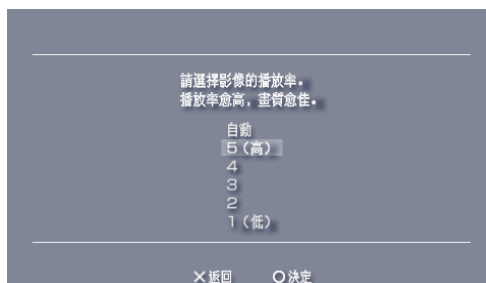 請選擇影像的播放率。
播放率愈高，畫質愈佳。
自動
5（高）
4
3
2
1（低）
✕返回 ○決定